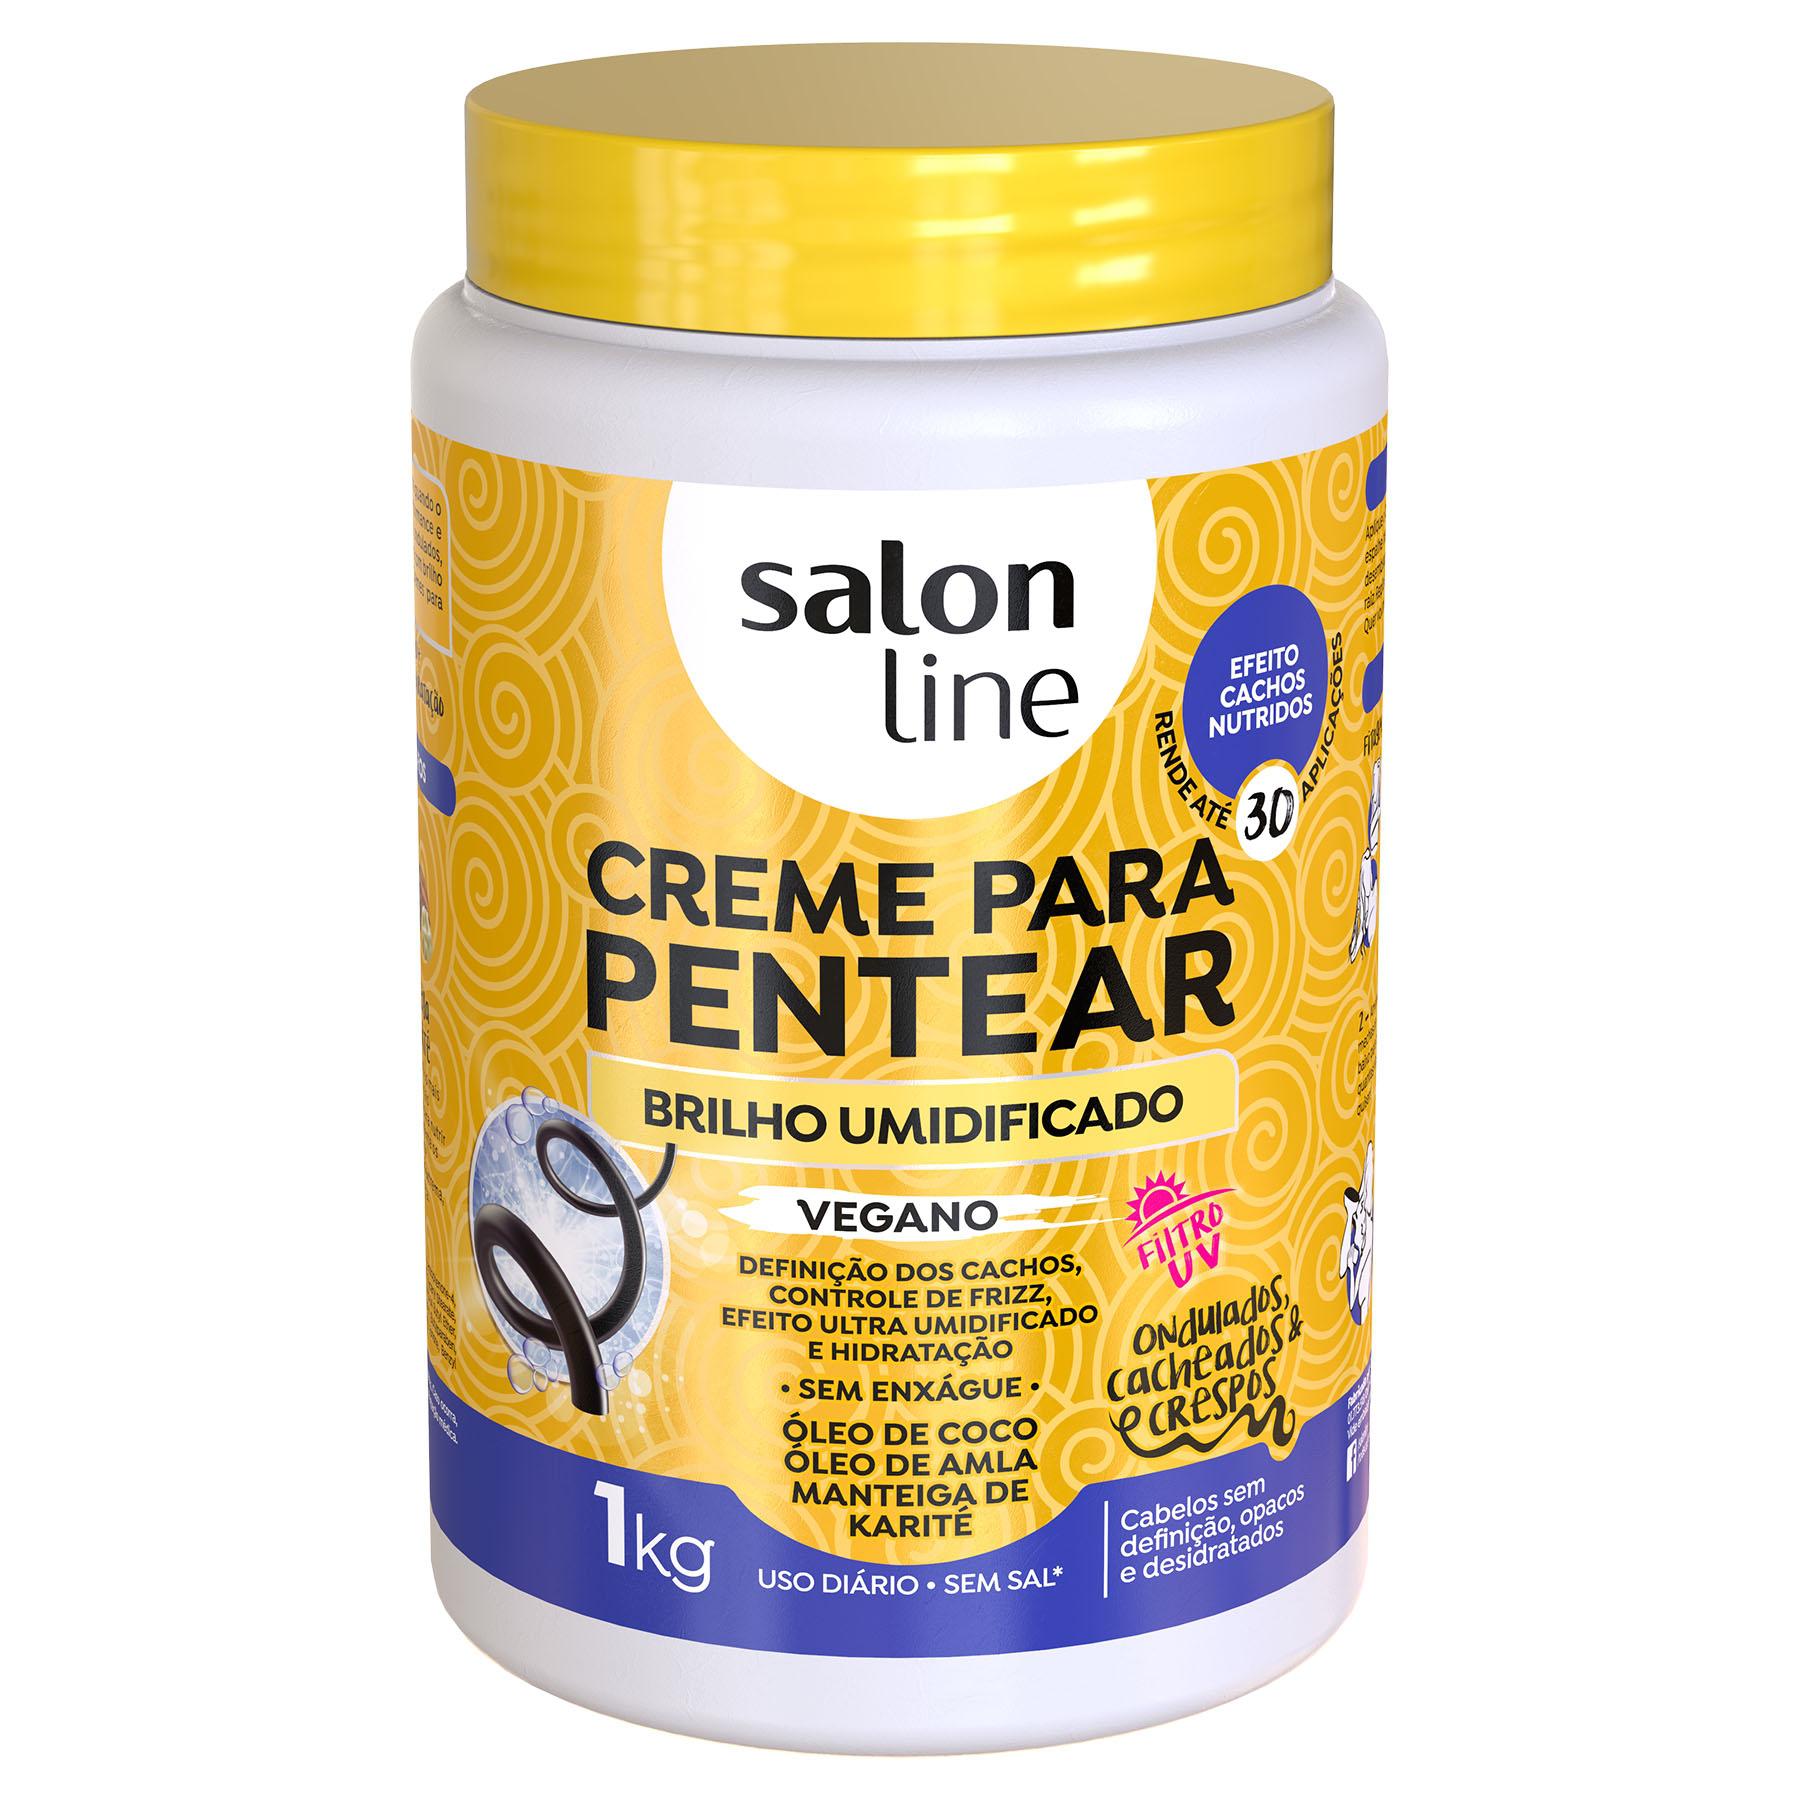 salon
line
EFEITO
CACHOS
NUTRIDOS
RENDE ATÉ 30 APLICAÇÕES
CREME PARA
PENTEAR
BRILHO UMIDIFICADO
VEGANO
FilTRO
UV
DEFINIÇÃO DOS CACHOS,
CONTROLE DE FRIZZ,
EFEITO ULTRA UMIDIFICADO
E HIDRATAÇÃO
• SEM ENXÁGUE •
ONdulados,
cacheados &
CRESPOS
ÓLEO DE COCO
ÓLEO DE AMLA
MANTEIGA DE
KARITÉ
1kg
USO DIÁRIO • SEM SAL*
Cabelos sem
definição, opacos
e desidratados